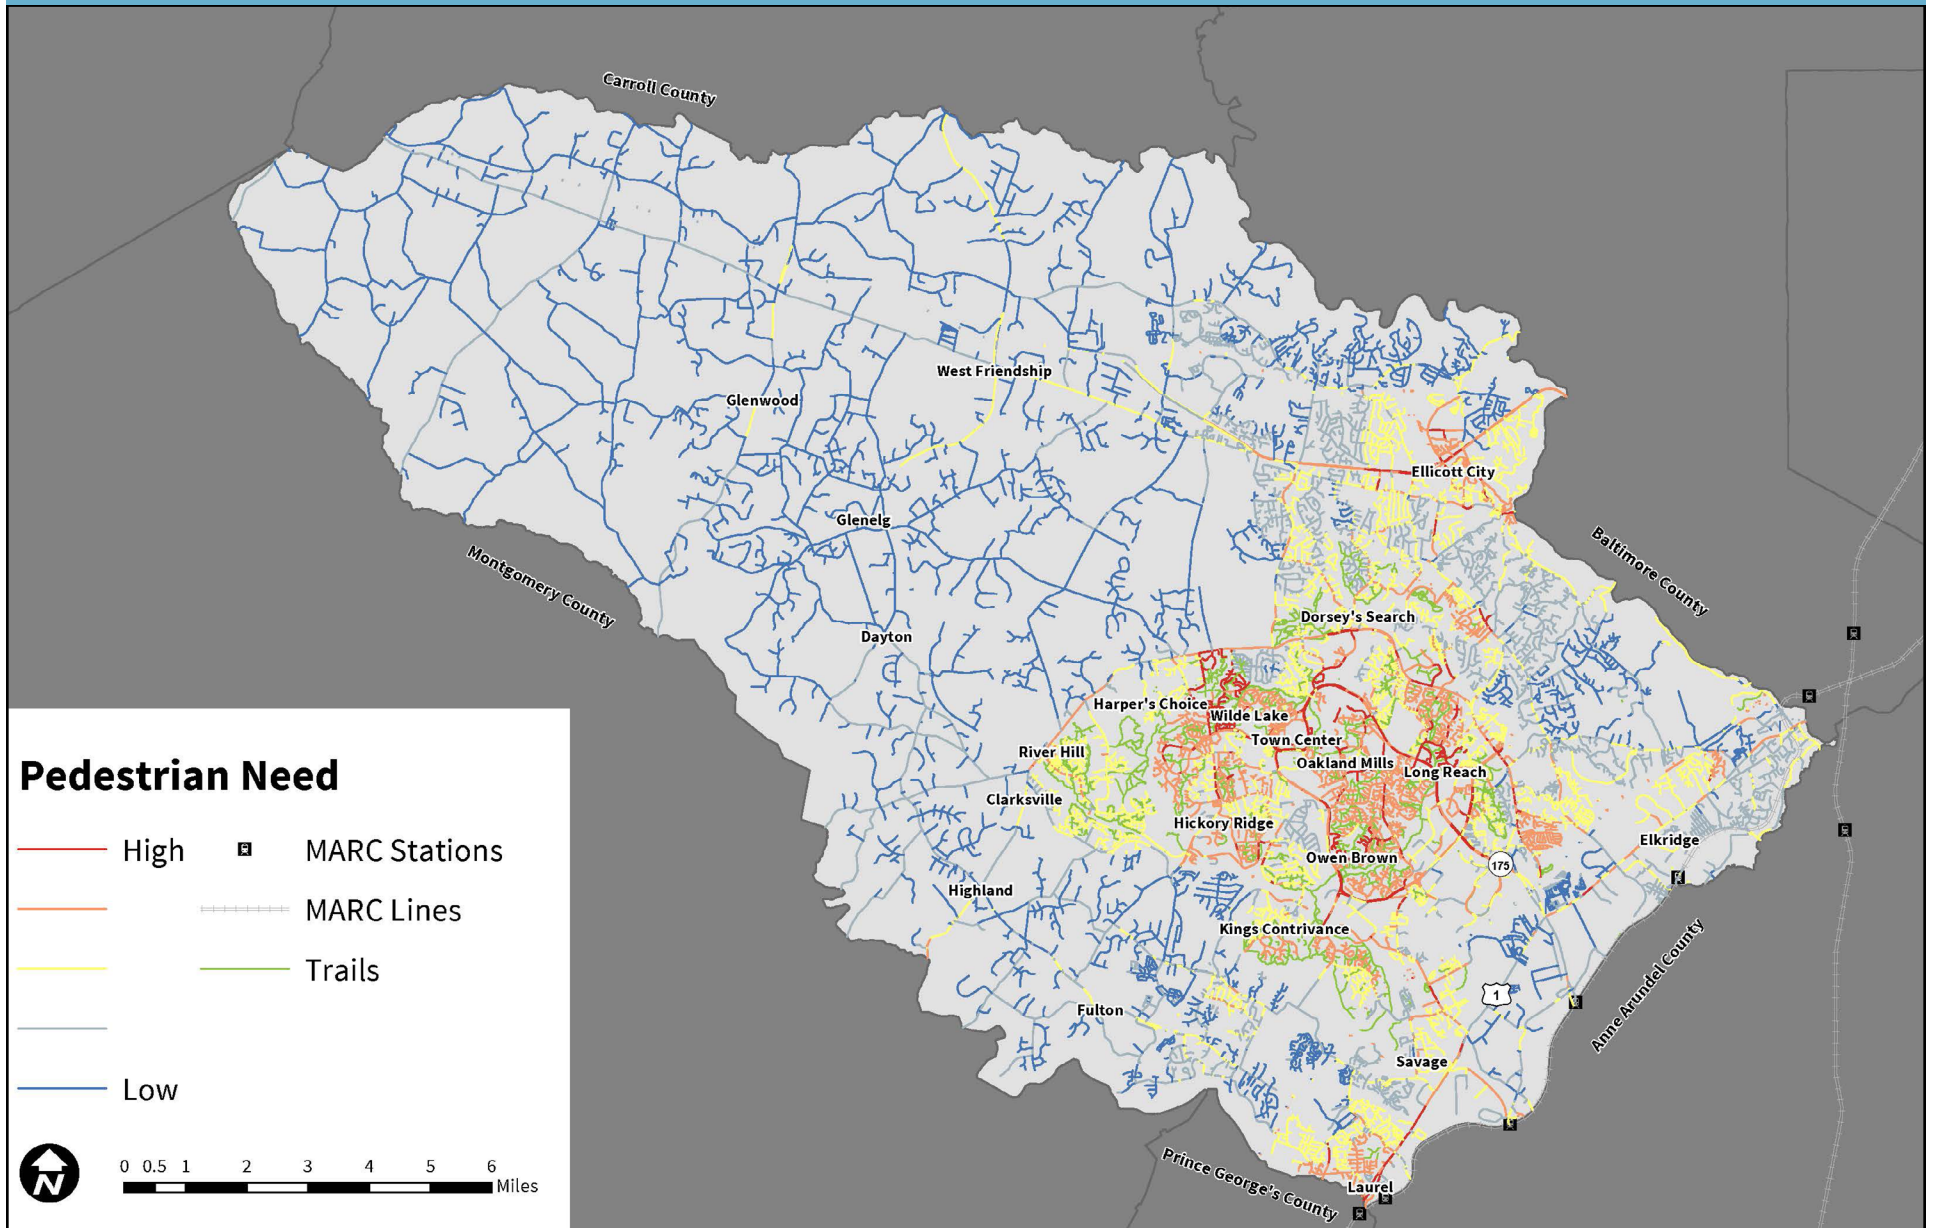 Carroll County
West Friendship
Glenwood
Ellicott City
Glenelg
Baltimore County
Montgomery County
Dorsey's Search
Dayton
Harper's Choice
Wilde Lake
Town Center
River Hill
Oakland Mills
Long Reach
Clarksville
Hickory Ridge
Elkridge
Owen Brown
175
Highland
Kings Contrivance
Anne Arundel County
1
Fulton
Savage
Prince George's County
Laurel
Pedestrian Need
High
MARC Stations
MARC Lines
Trails
Low
N
0 0.5 1 2 3 4 5 6
Miles